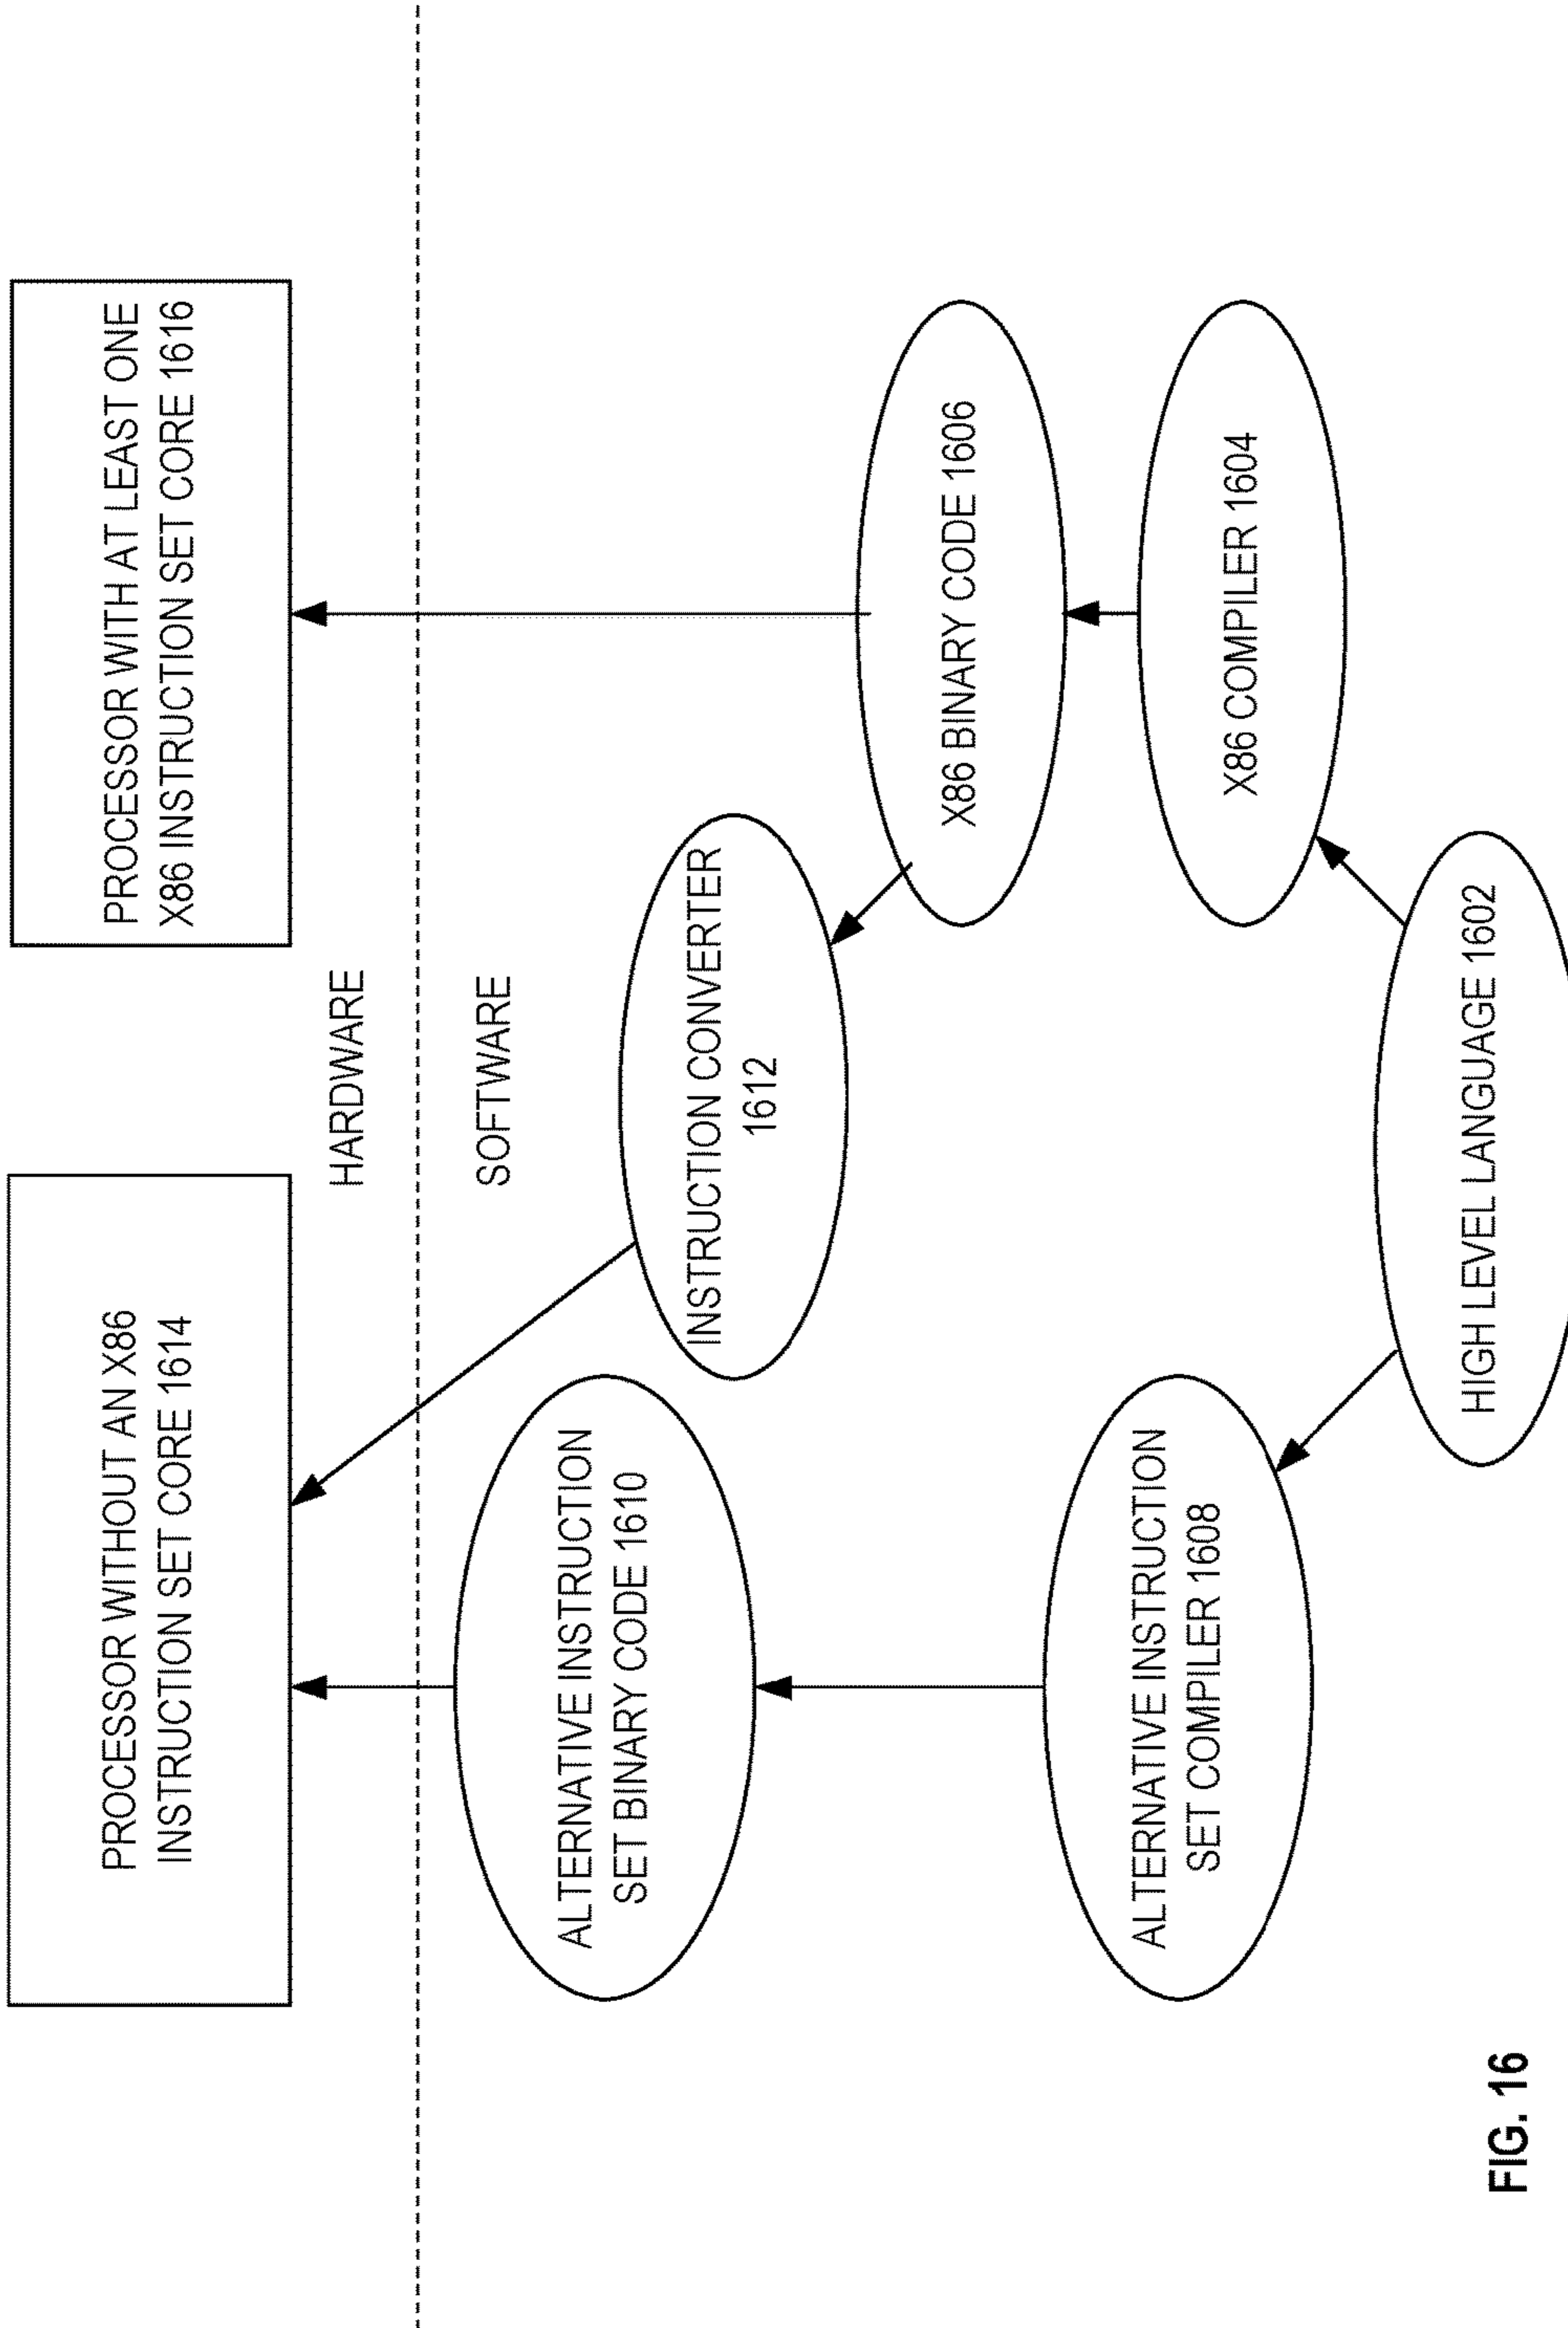 PROCESSOR WITHOUT AN X86
INSTRUCTION SET CORE 1614
PROCESSOR WITH AT LEAST ONE
X86 INSTRUCTION SET CORE 1616
HARDWARE
SOFTWARE
ALTERNATIVE INSTRUCTION
SET BINARY CODE 1610
INSTRUCTION CONVERTER
1612
X86 BINARY CODE 1606
ALTERNATIVE INSTRUCTION
SET COMPILER 1608
X86 COMPILER 1604
HIGH LEVEL LANGUAGE 1602
FIG. 16